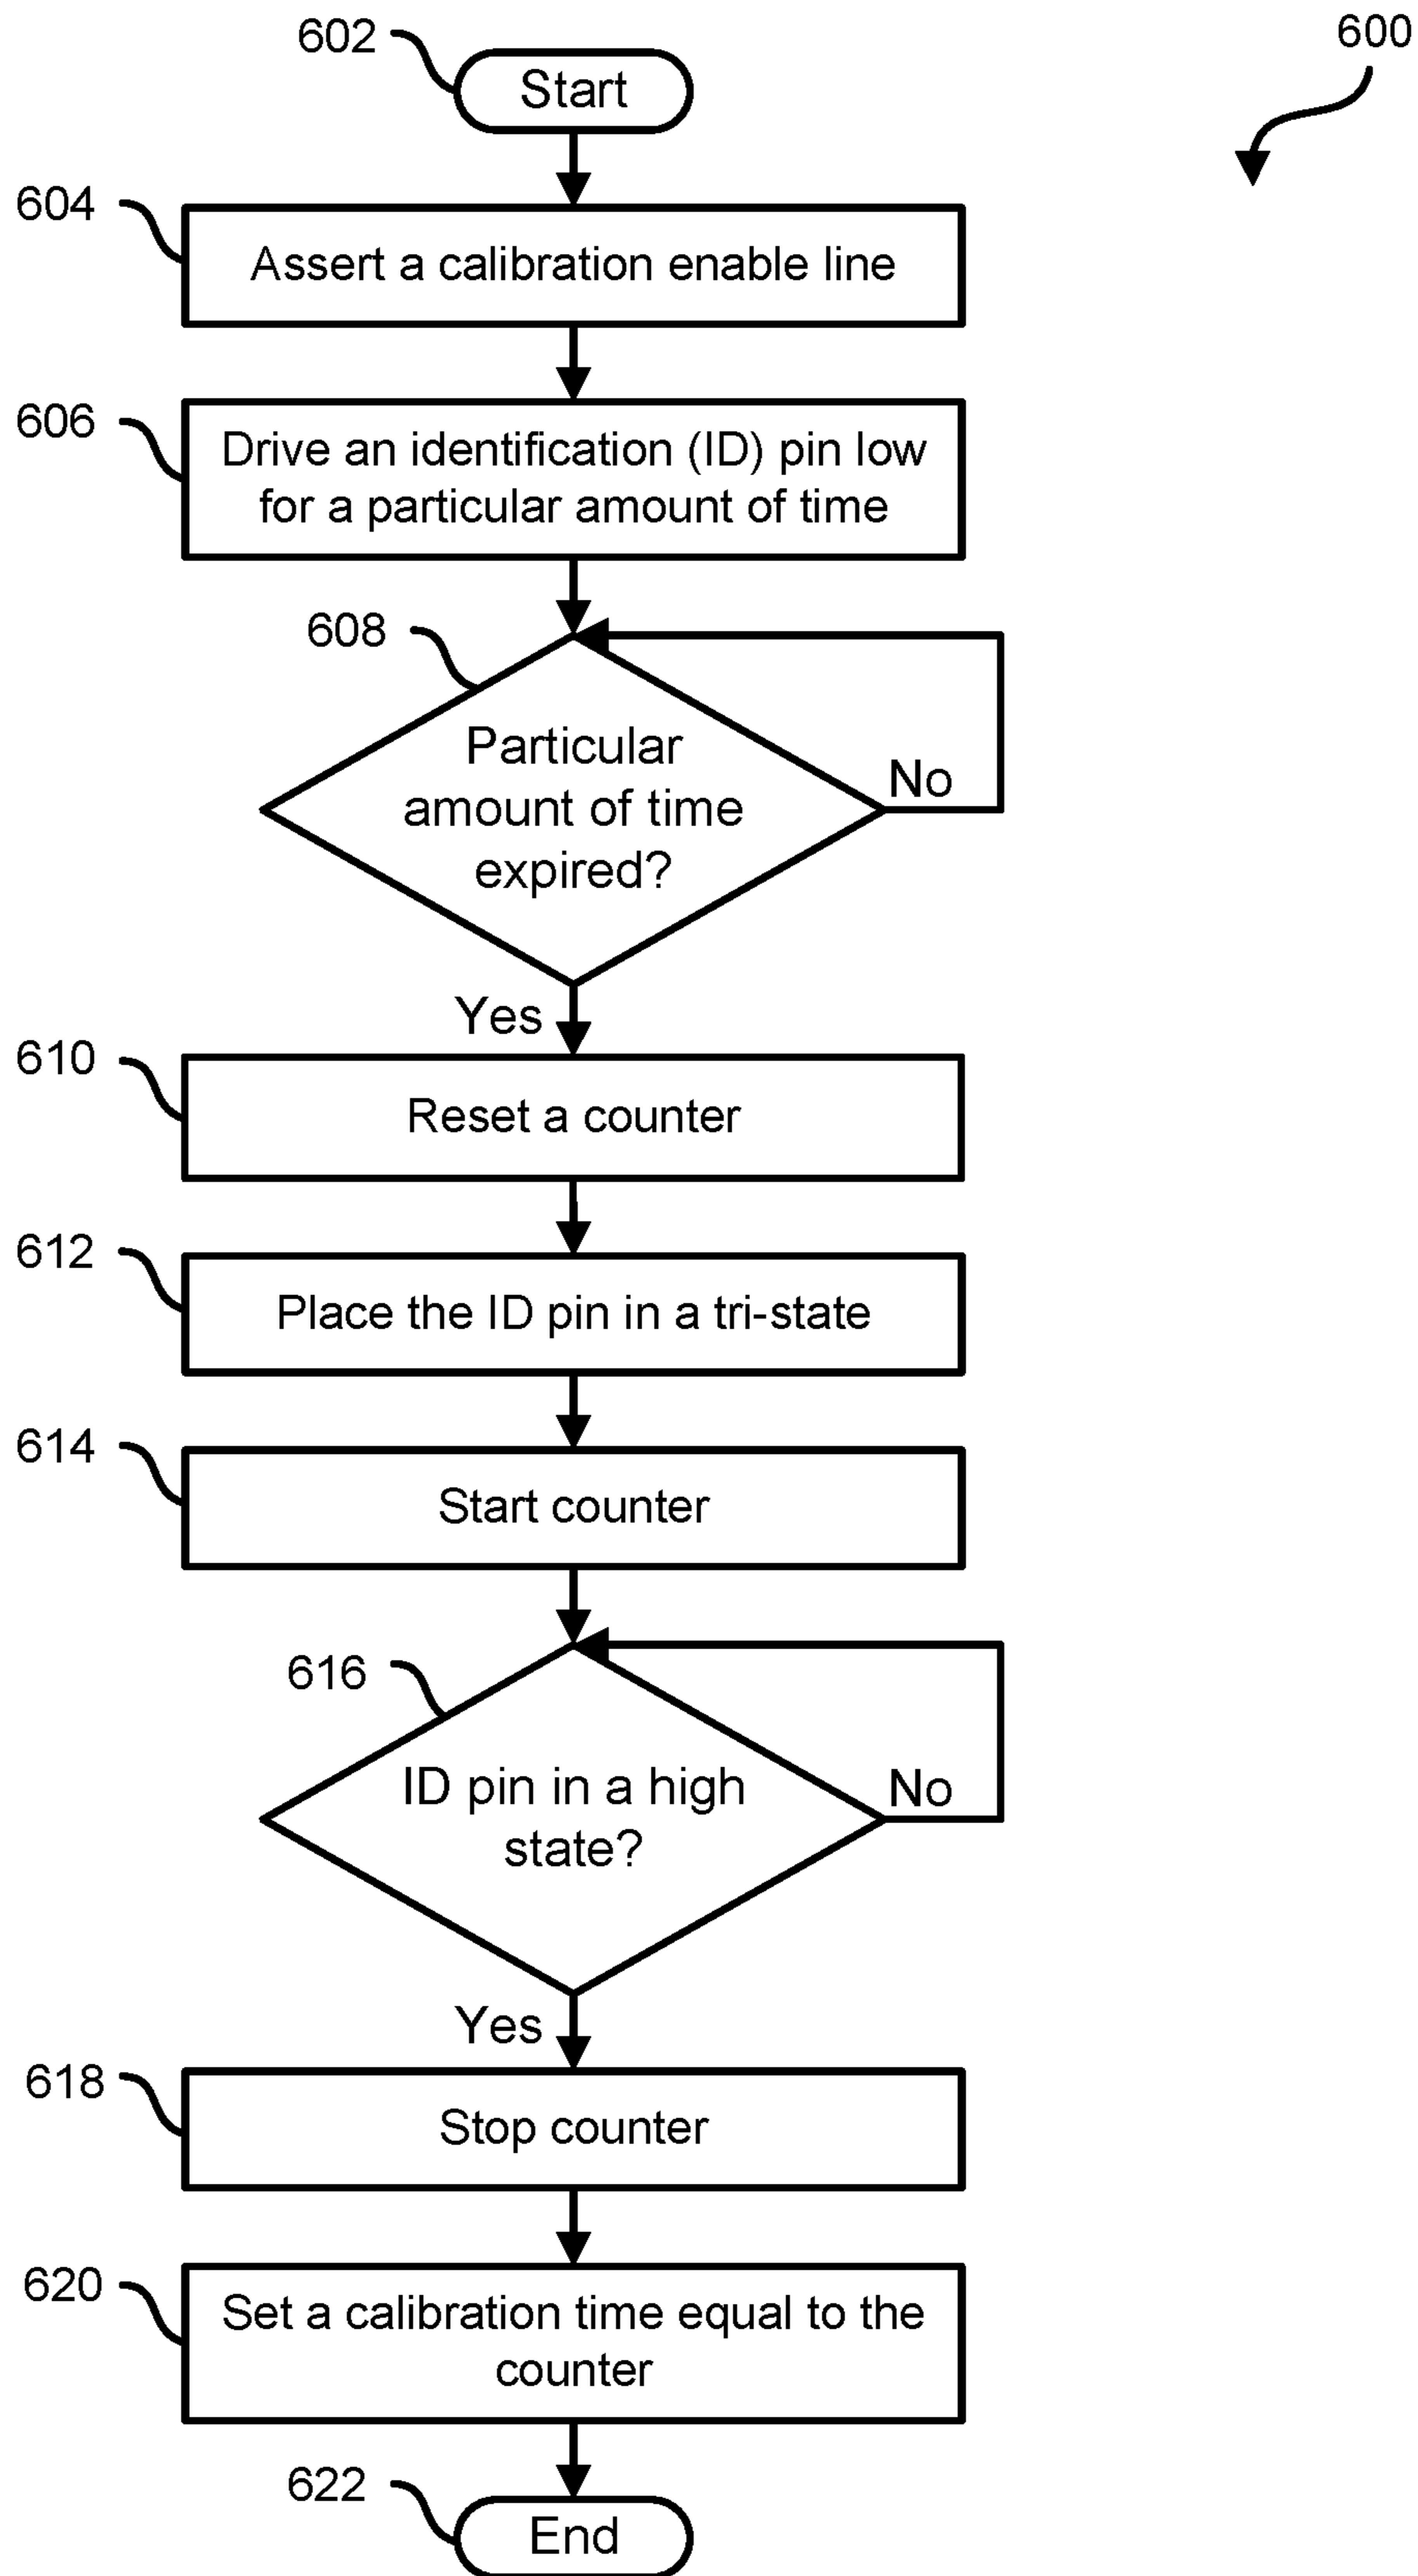 600
602
Start
604
Assert a calibration enable line
606
Drive an identification (ID) pin low
for a particular amount of time
608
Particular
amount of time
expired?
No
Yes
610
Reset a counter
612
Place the ID pin in a tri-state
614
Start counter
616
ID pin in a high
state?
No
Yes
618
Stop counter
620
Set a calibration time equal to the
counter
622
End